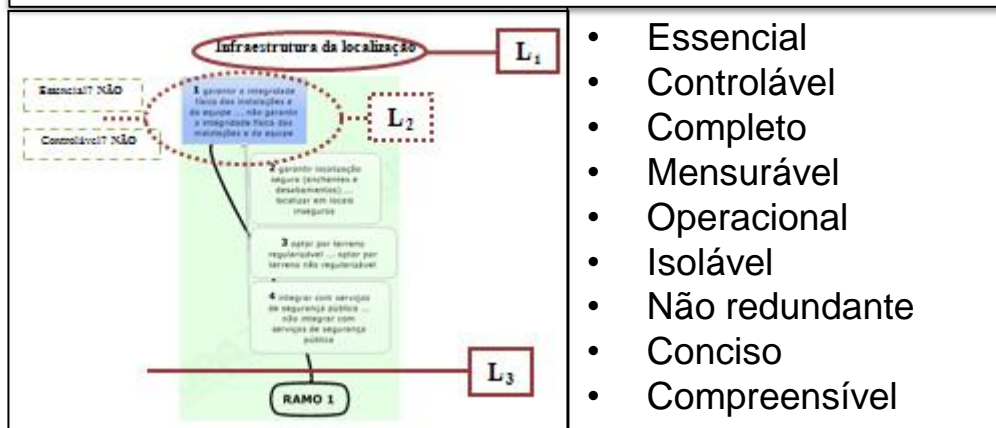 Infraestrutura da localização
L₁
Essencial? NÃO
Controlável? NÃO
1 garantir a integridade
física das instalações e
da equipe ... não garantir
a integridade física das
instalações e da equipe
L₂
2 garantir localização
segura (enchentes e
desabamentos) ...
localizar em locais
inseguros
3 optar por terreno
regularizável ... optar por
terreno não regularizável
4 integrar com serviços
de segurança pública ...
não integrar com
serviços de segurança
pública
L₃
RAMO 1
• Essencial
• Controlável
• Completo
• Mensurável
• Operacional
• Isolável
• Não redundante
• Conciso
• Compreensível